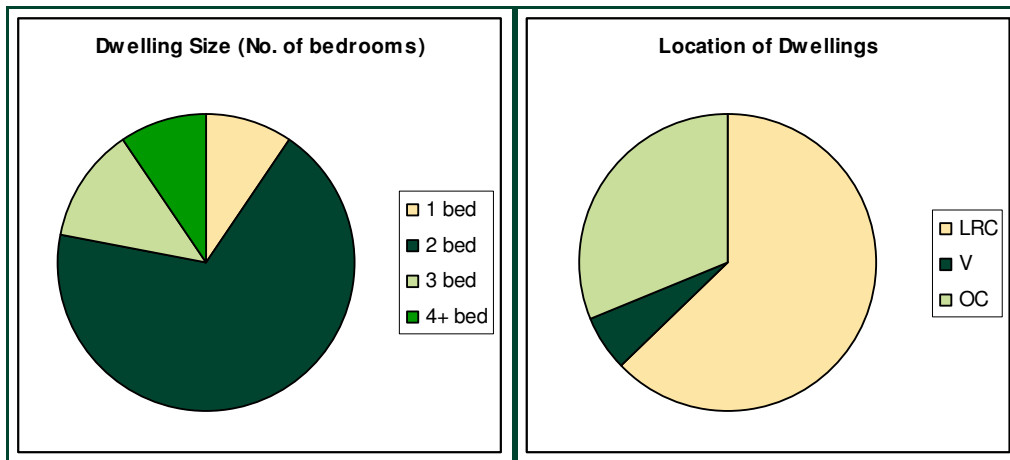 Dwelling Size (No. of bedrooms)
1 bed
2 bed
3 bed
4+ bed
Location of Dwellings
LRC
V
OC